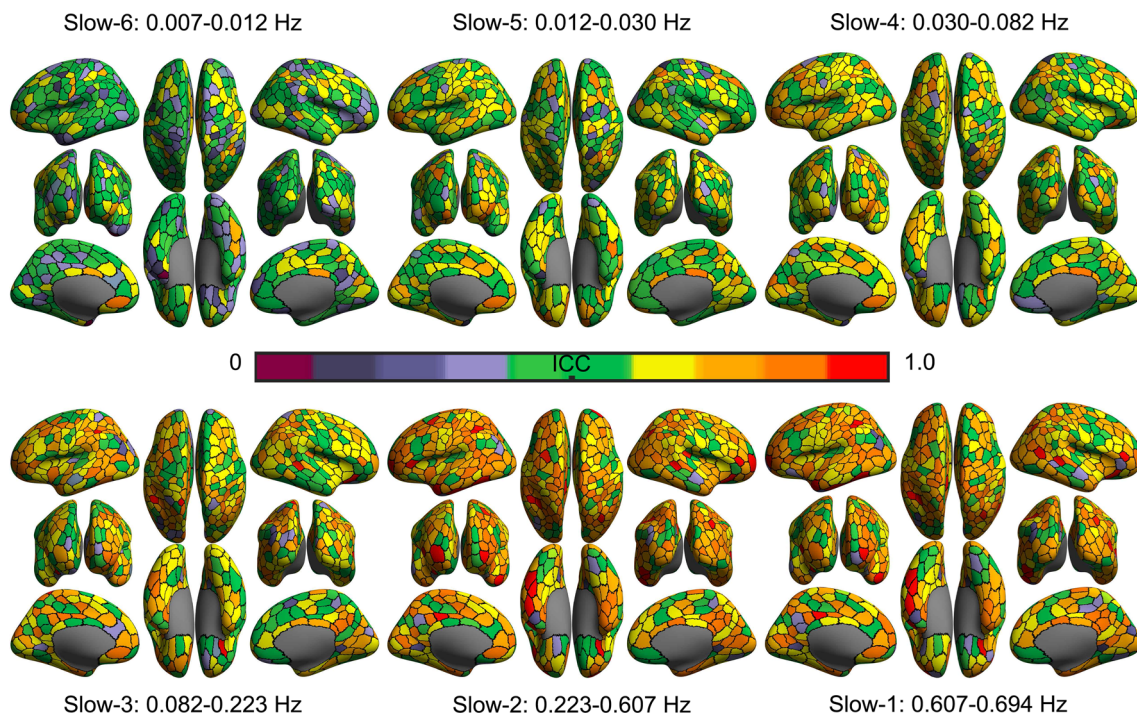 Slow-6: 0.007-0.012 Hz
Slow-5: 0.012-0.030 Hz
Slow-4: 0.030-0.082 Hz
0
ICC
1.0
Slow-3: 0.082-0.223 Hz
Slow-2: 0.223-0.607 Hz
Slow-1: 0.607-0.694 Hz